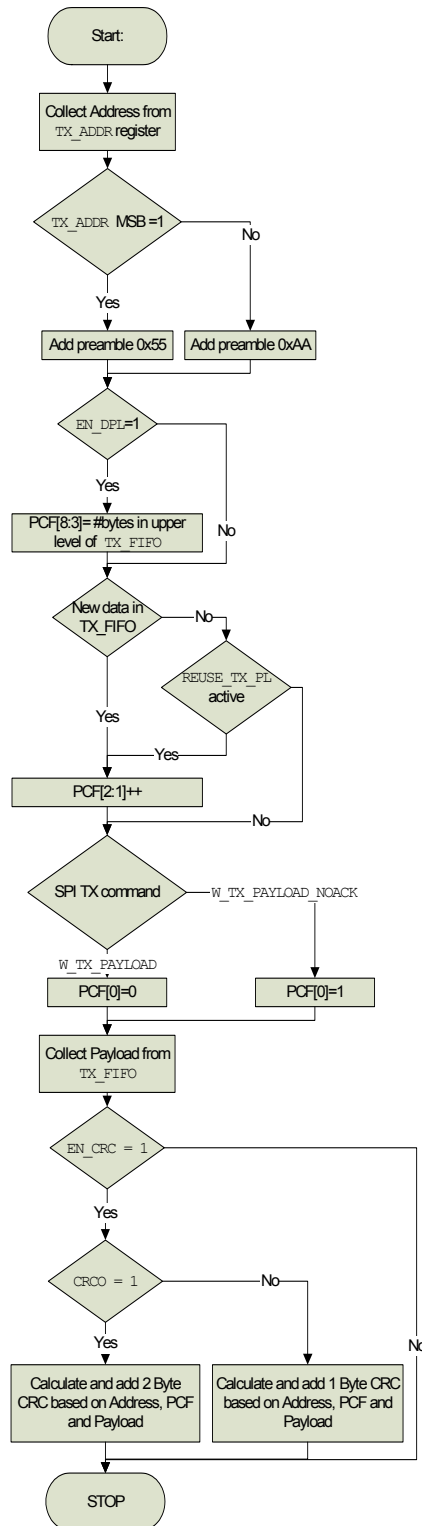 Start:
Collect Address from
TX_ADDR register
TX_ADDR MSB =1
No
Yes
Add preamble 0x55
Add preamble 0xAA
EN_DPL=1
Yes
No
PCF[8:3]= #bytes in upper
level of TX_FIFO
New data in
TX_FIFO
No
REUSE_TX_PL
active
Yes
Yes
PCF[2:1]++
No
SPI TX command
W_TX_PAYLOAD_NOACK
W_TX_PAYLOAD
PCF[0]=0
PCF[0]=1
Collect Payload from
TX_FIFO
EN_CRC = 1
Yes
CRCO = 1
No
Yes
No
Calculate and add 2 Byte
CRC based on Address, PCF
and Payload
Calculate and add 1 Byte CRC
based on Address, PCF and
Payload
STOP